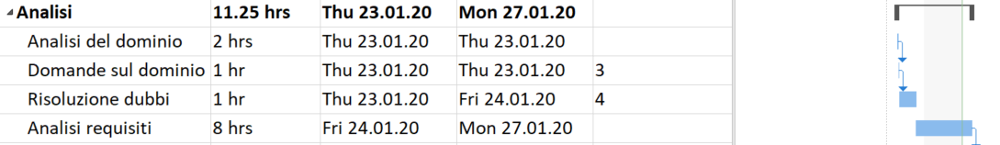 Analisi 11.25 hrs Thu 23.01.20 Mon 27.01.20
Analisi del dominio 2 hrs Thu 23.01.20 Thu 23.01.20
Domande sul dominio 1 hr Thu 23.01.20 Thu 23.01.20 3
Risoluzione dubbi 1 hr Thu 23.01.20 Fri 24.01.20 4
Analisi requisiti 8 hrs Fri 24.01.20 Mon 27.01.20